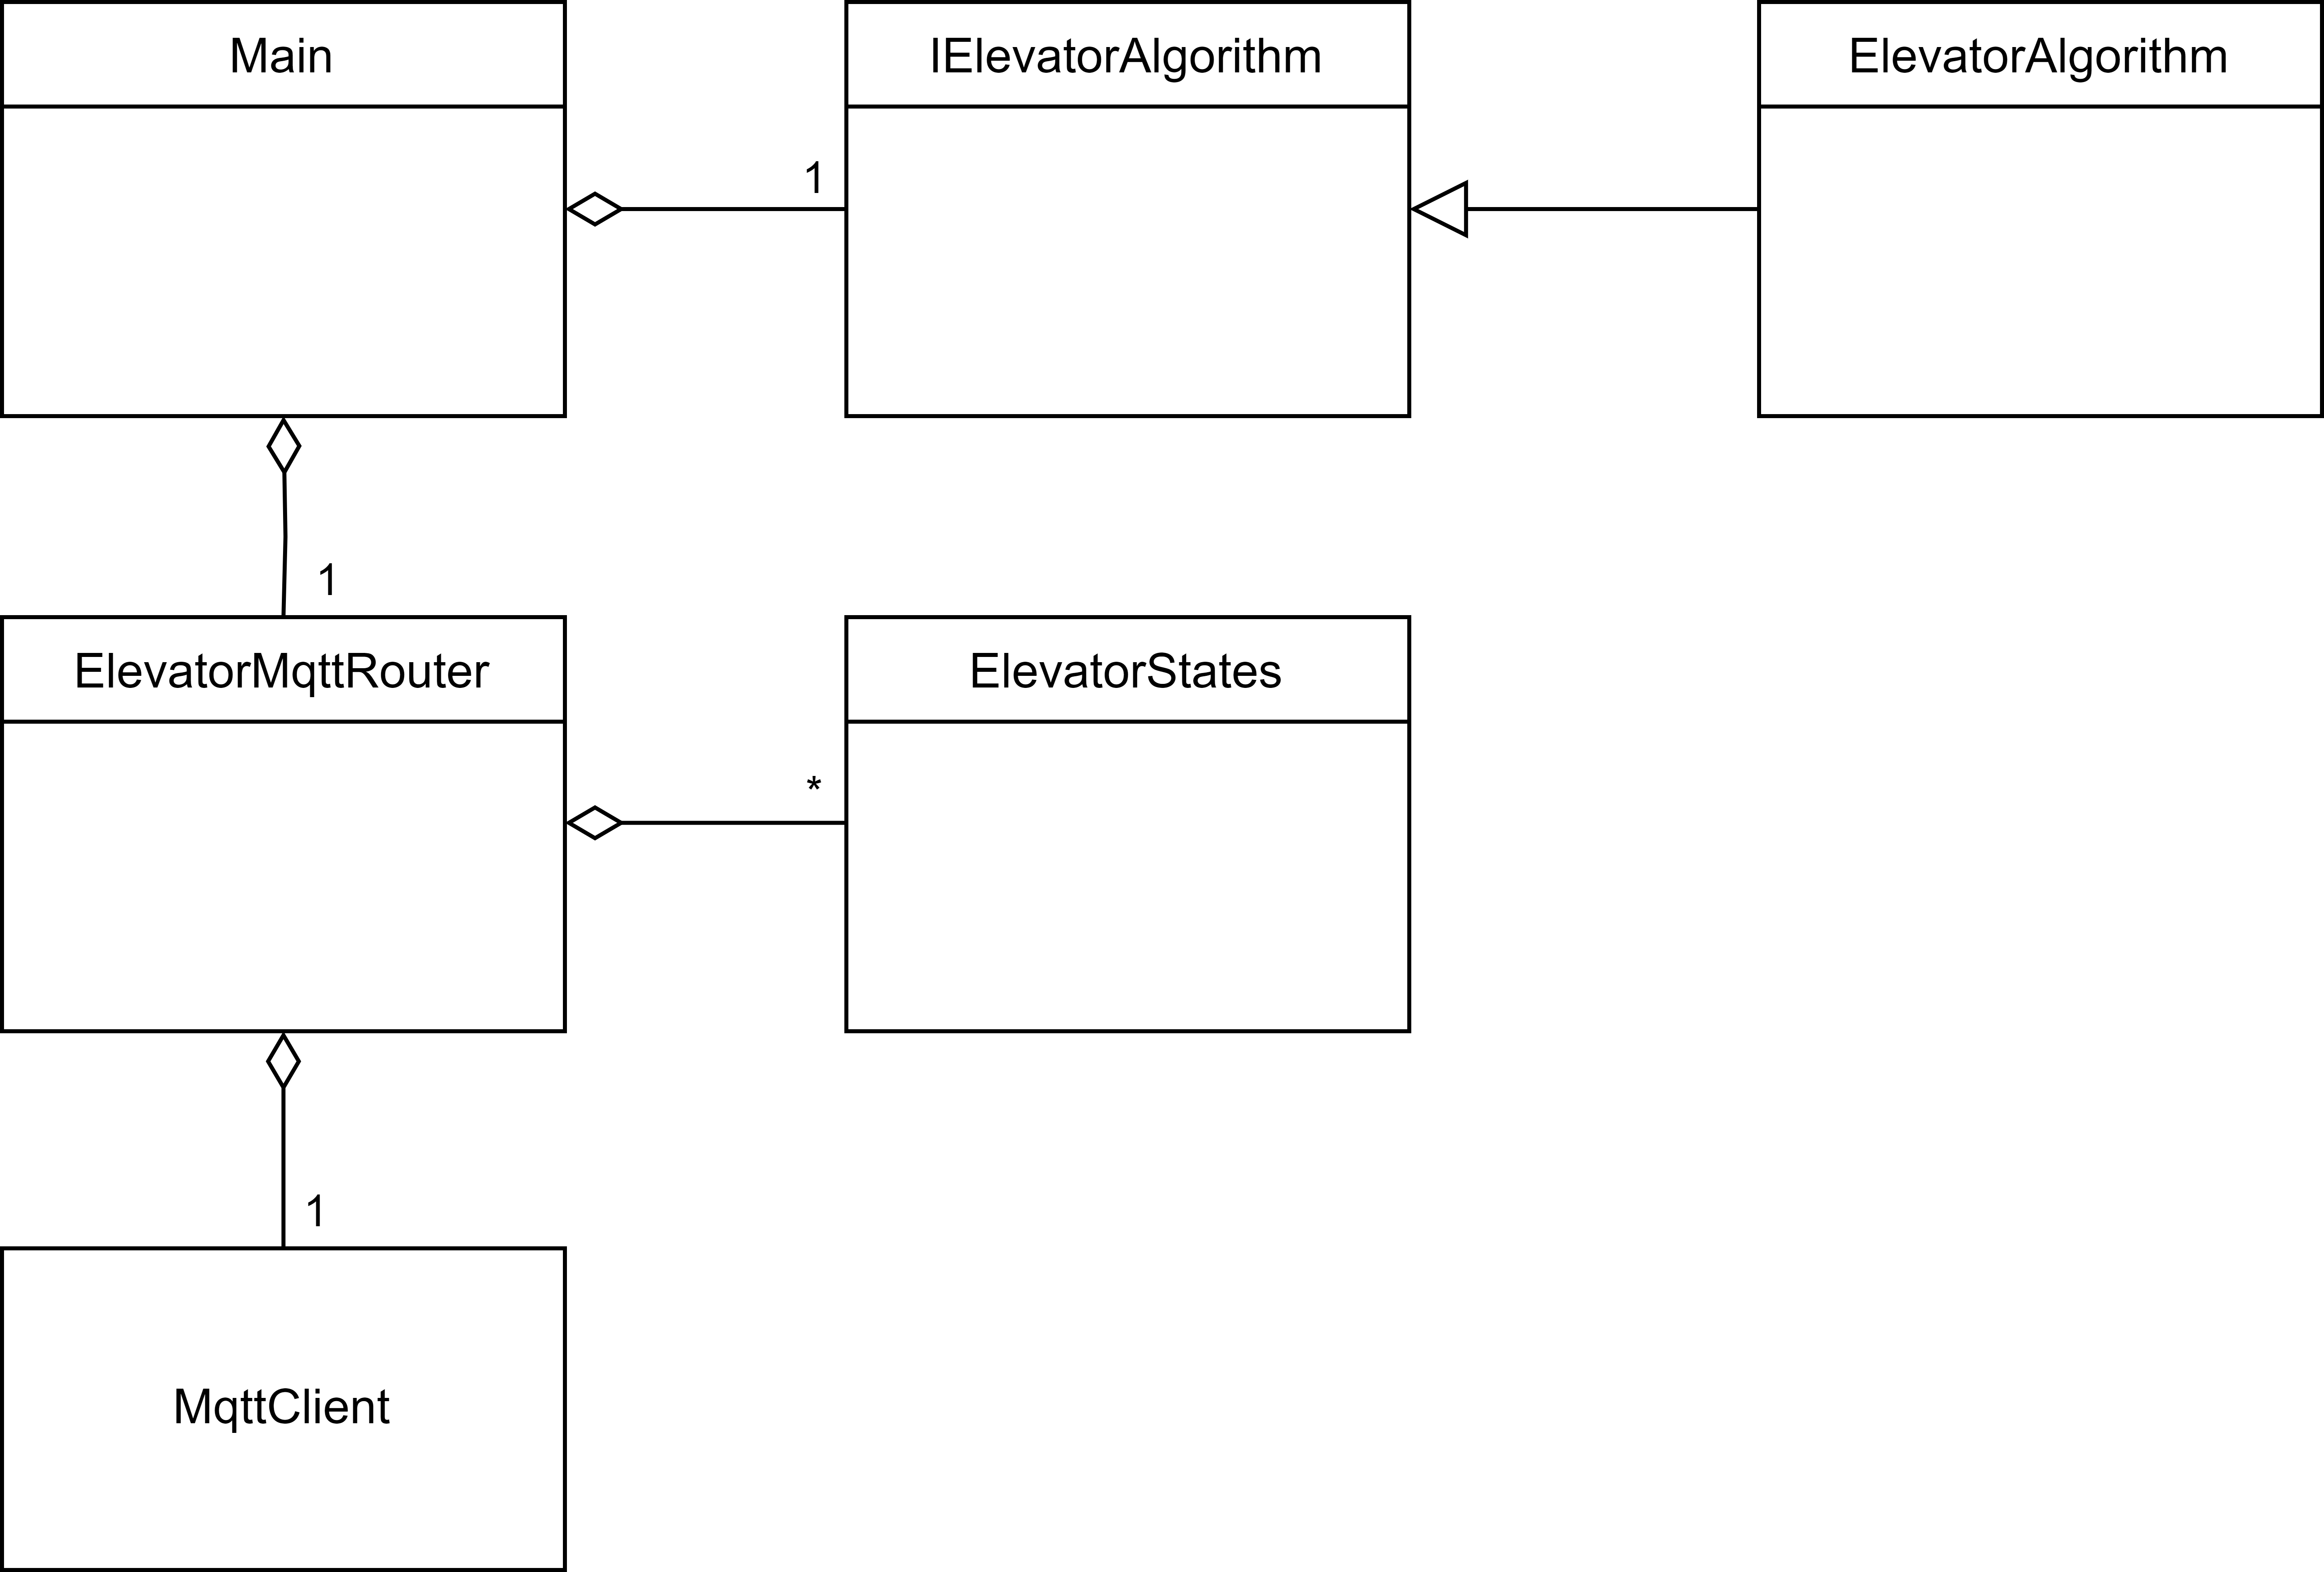 Main
IElevatorAlgorithm
ElevatorAlgorithm
1
1
ElevatorMqttRouter
ElevatorStates
*
1
MqttClient